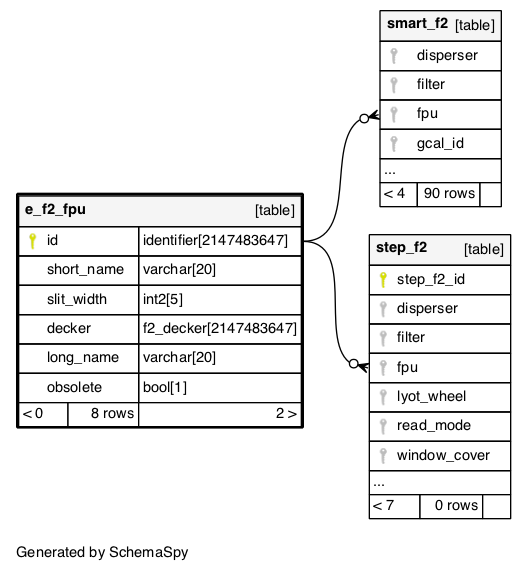 smart_f2 [table]
disperser
filter
fpu
gcal_id
...
< 4 90 rows
e_f2_fpu [table]
id identifier[2147483647]
short_name varchar[20]
slit_width int2[5]
decker f2_decker[2147483647]
long_name varchar[20]
obsolete bool[1]
< 0 8 rows 2 >
step_f2 [table]
step_f2_id
disperser
filter
fpu
lyot_wheel
read_mode
window_cover
...
< 7 0 rows
Generated by SchemaSpy